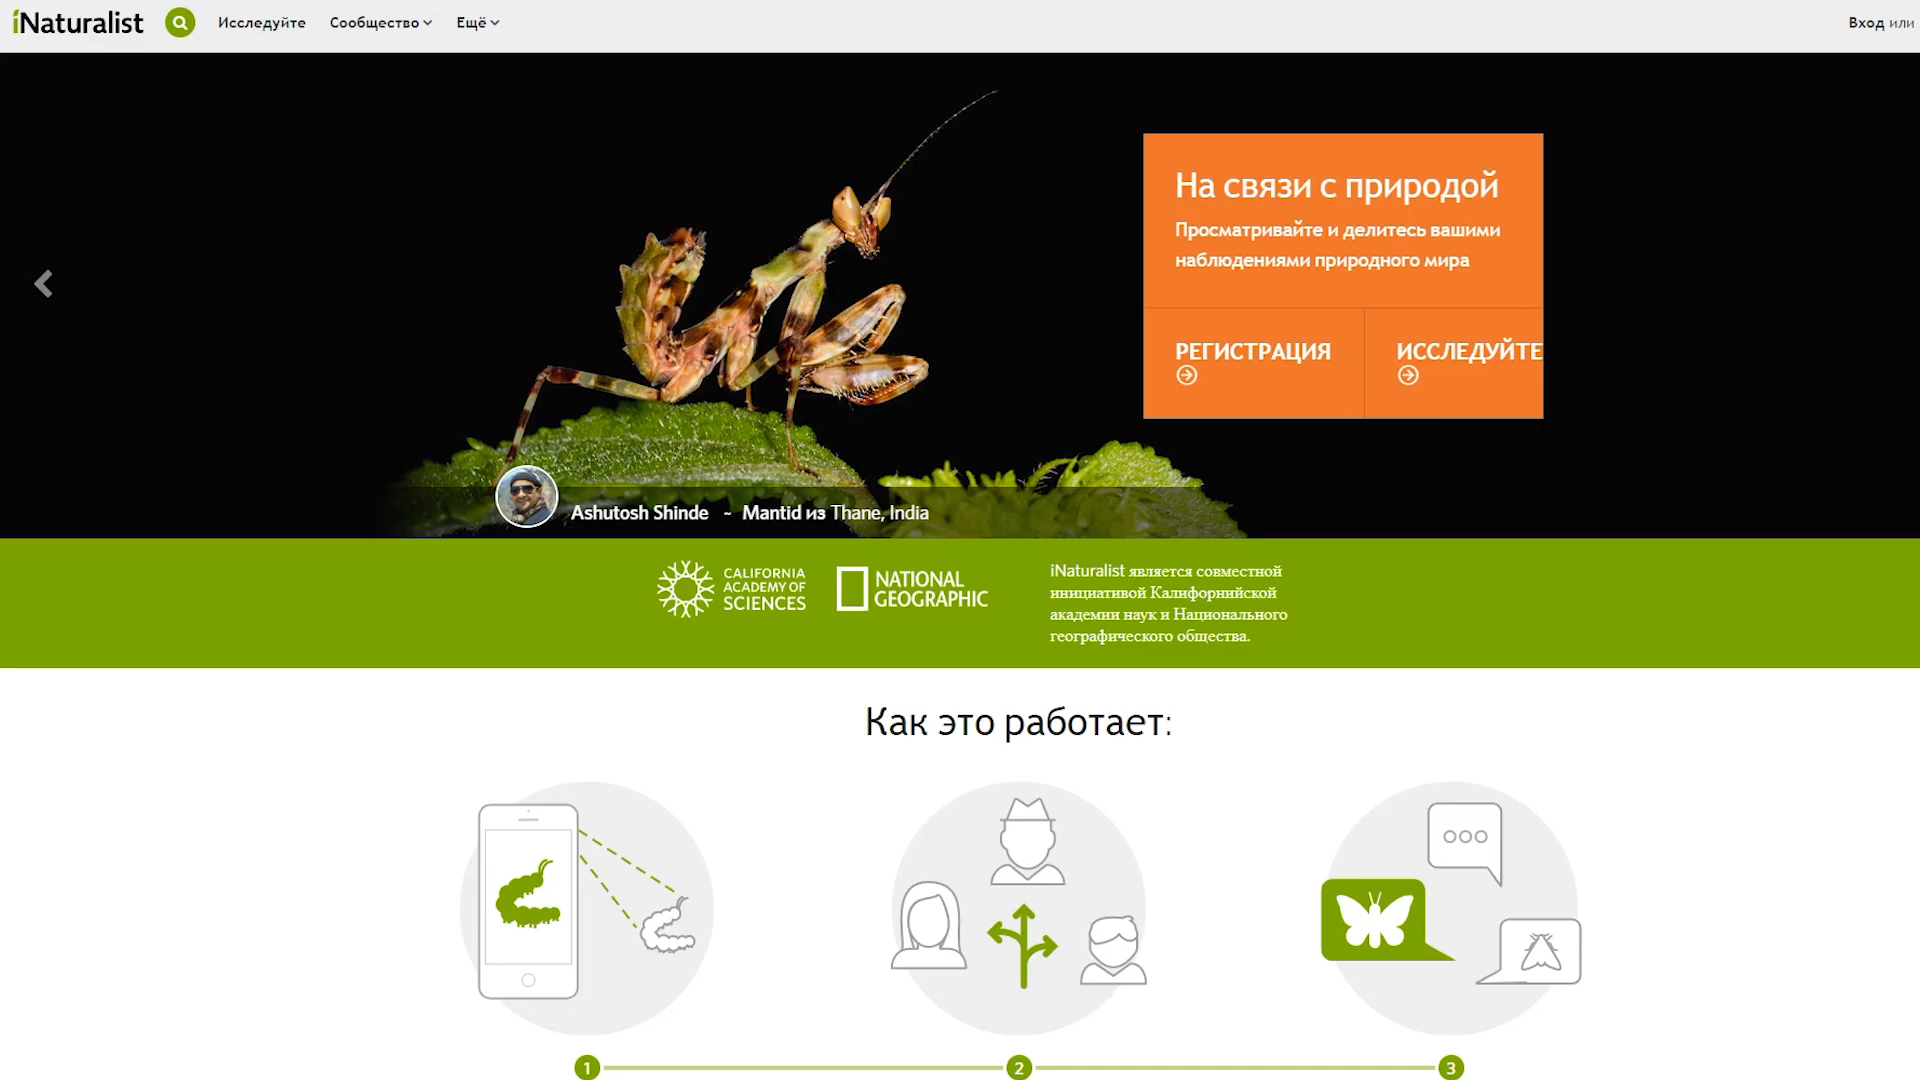 iNaturalist
Исследуйте
Сообщество
Ещё
Вход или
На связи с природой
Просматривайте и делитесь вашими
наблюдениями природного мира
РЕГИСТРАЦИЯ
ИССЛЕДУЙТЕ
Ashutosh Shinde ~ Mantid из Thane, India
CALIFORNIA
ACADEMY OF
SCIENCES
NATIONAL
GEOGRAPHIC
iNaturalist является совместной
инициативой Калифорнийской
академии наук и Национального
географического общества.
Как это работает:
1
2
3